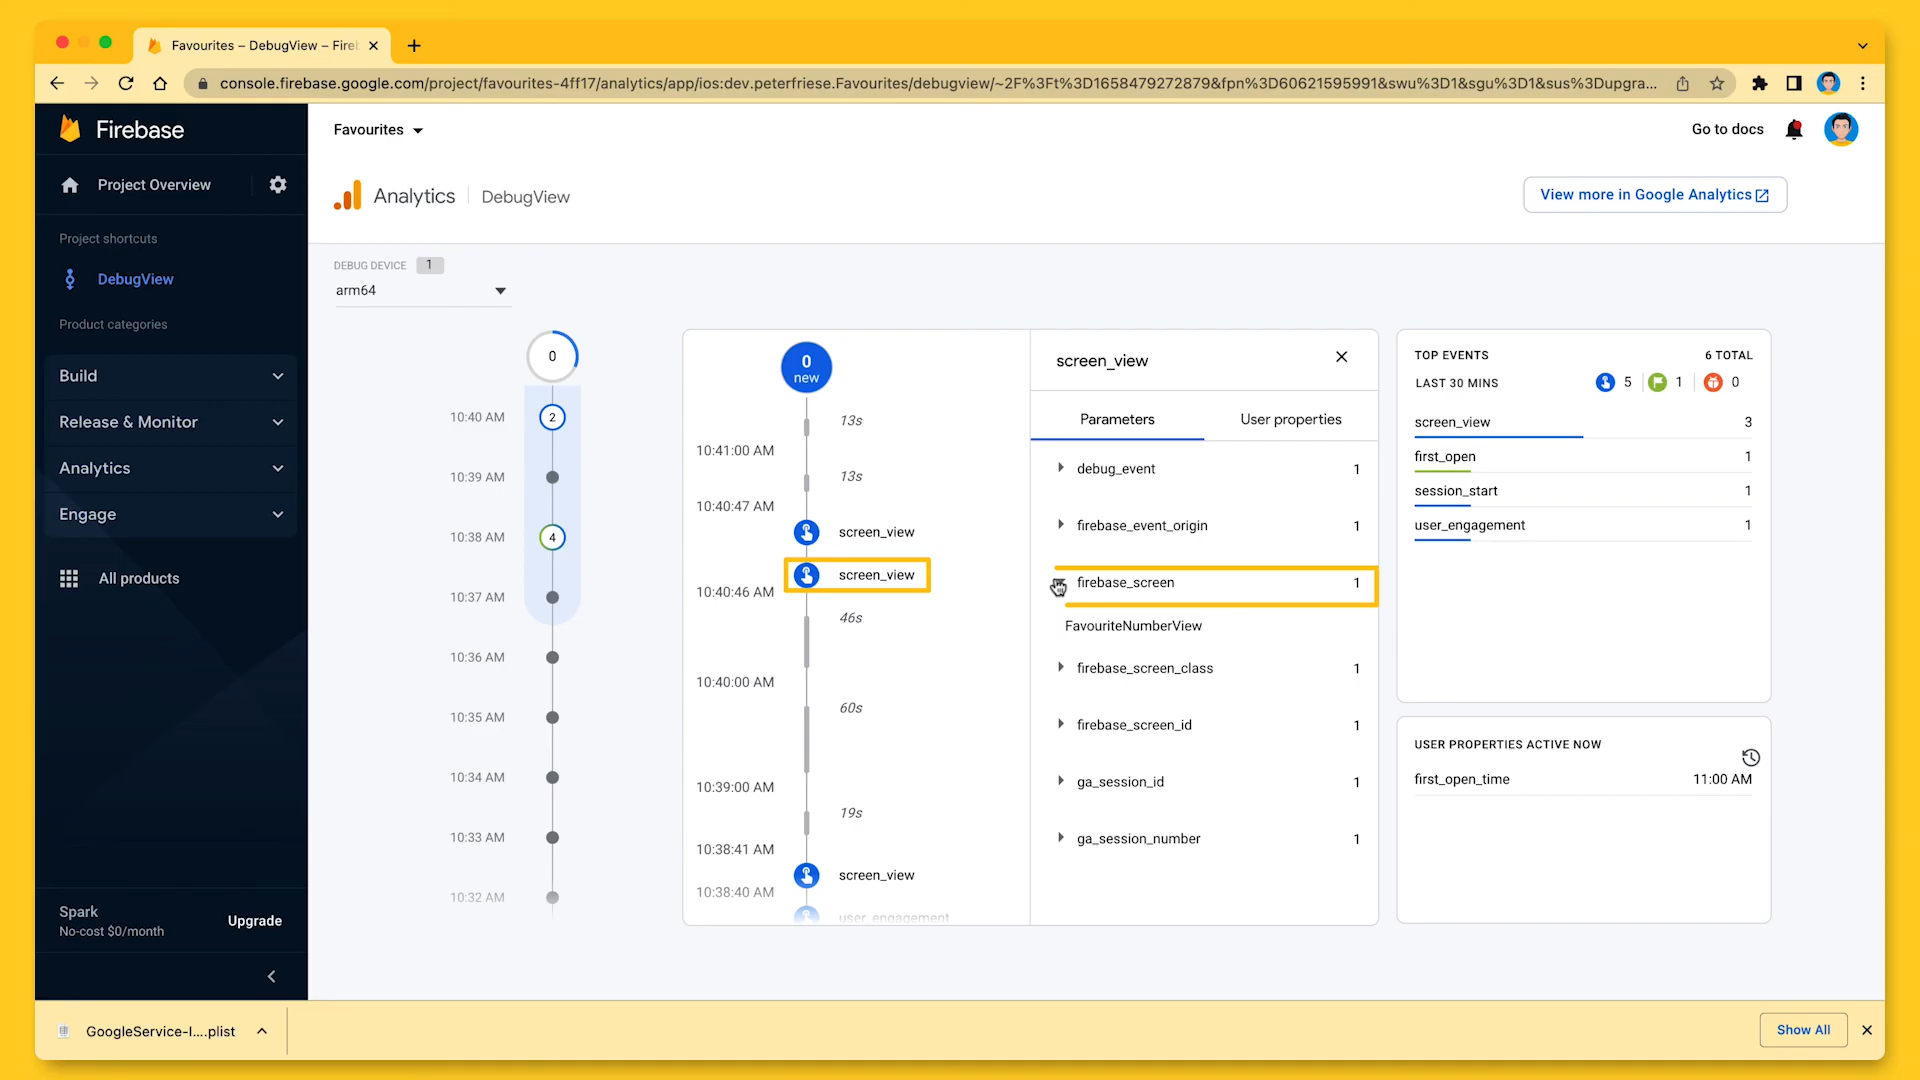 Favourites – DebugView – Fireb
console.firebase.google.com/project/favourites-4ff17/analytics/app/ios:dev.peterfriese.Favourites/debugview/~2F%3Ft%3D1658479272879&fpn%3D60621595991&swu%3D1&sgu%3D1&sus%3Dupgra...
Firebase
Favourites
Go to docs
Project Overview
Analytics
DebugView
View more in Google Analytics
Project shortcuts
DebugView
Product categories
Build
Release & Monitor
Analytics
Engage
All products
Spark
No-cost $0/month
Upgrade
DEBUG DEVICE 1
arm64
0
10:40 AM 2
10:39 AM
10:38 AM 4
10:37 AM
10:36 AM
10:35 AM
10:34 AM
10:33 AM
10:32 AM
0
new
13s
10:41:00 AM
13s
10:40:47 AM
screen_view
screen_view
10:40:46 AM
46s
10:40:00 AM
60s
10:39:00 AM
19s
10:38:41 AM
screen_view
10:38:40 AM
user_engagement
screen_view
Parameters User properties
debug_event 1
firebase_event_origin 1
firebase_screen 1
FavouriteNumberView
firebase_screen_class 1
firebase_screen_id 1
ga_session_id 1
ga_session_number 1
TOP EVENTS 6 TOTAL
LAST 30 MINS 5 1 0
screen_view 3
first_open 1
session_start 1
user_engagement 1
USER PROPERTIES ACTIVE NOW
first_open_time 11:00 AM
GoogleService-I....plist
Show All